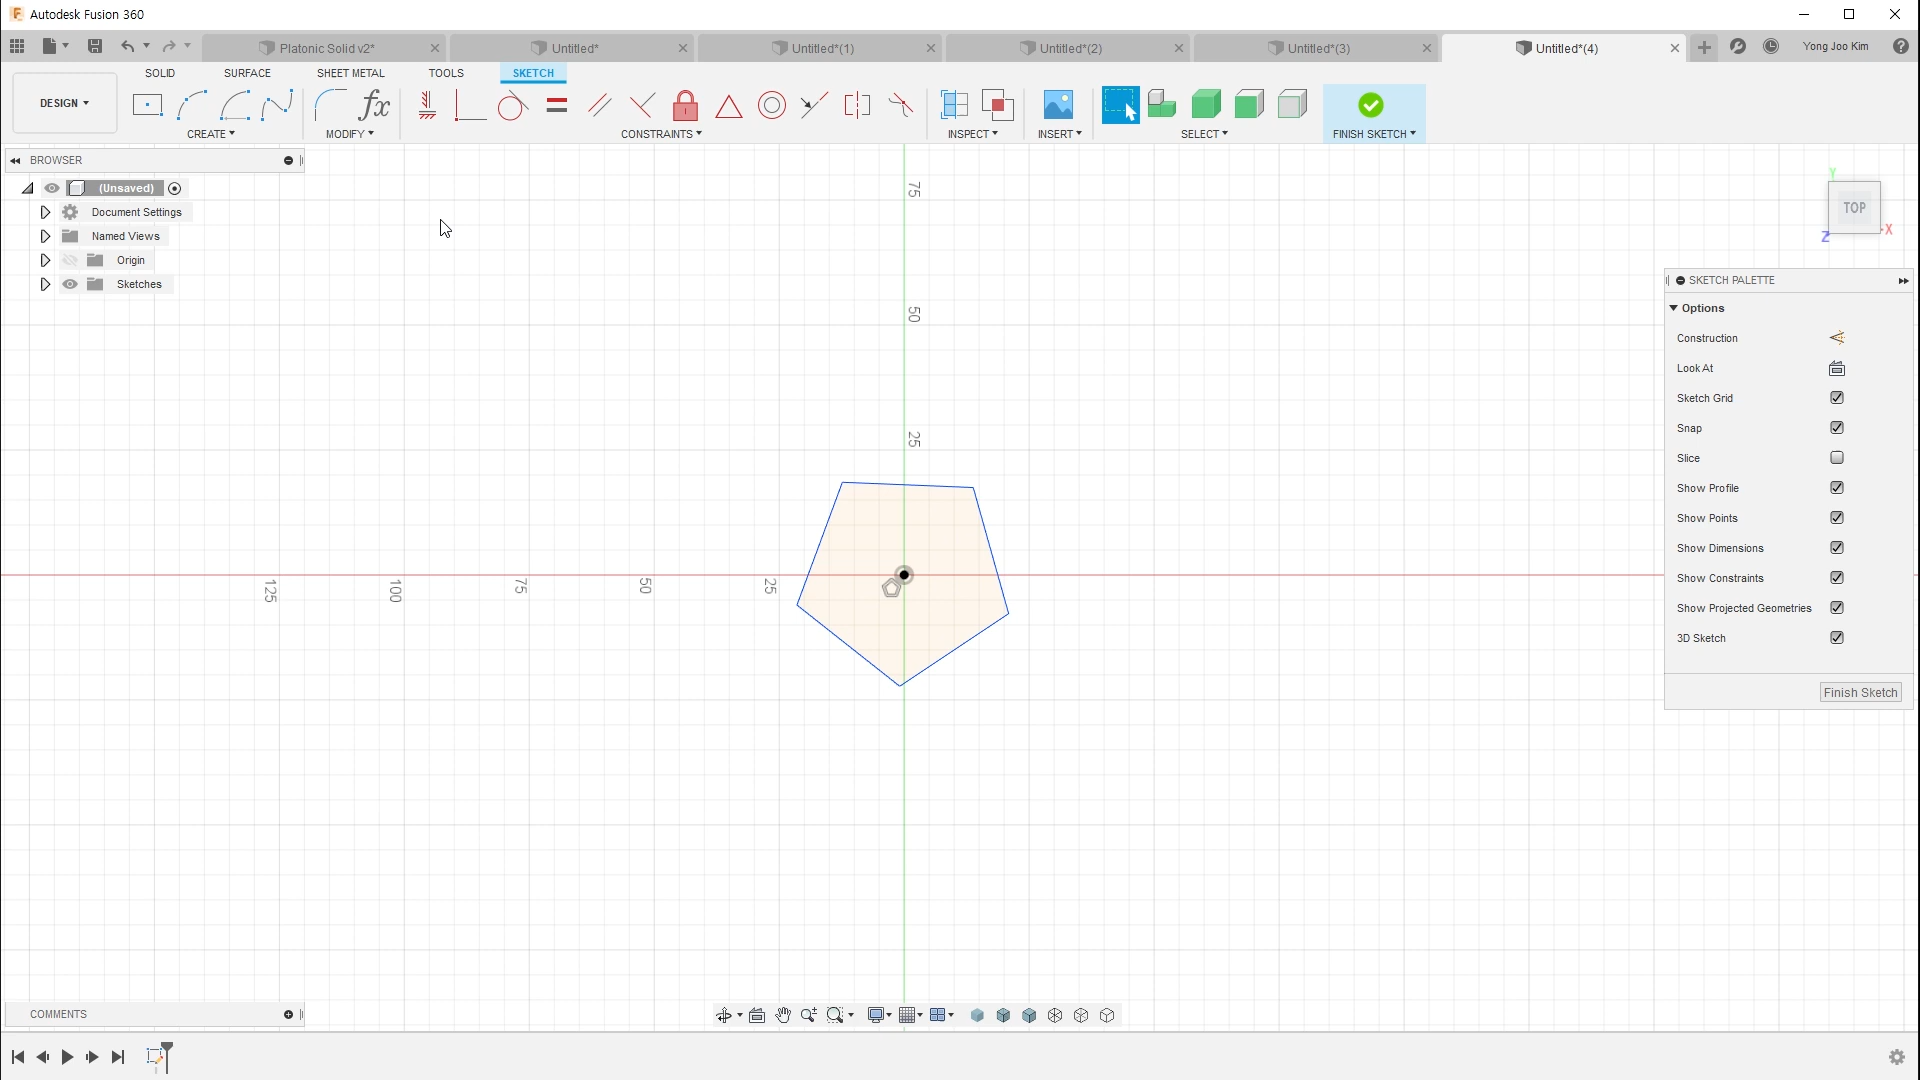 Autodesk Fusion 360
Platonic Solid v2*
Untitled*
Untitled*(1)
Untitled*(2)
Untitled*(3)
Untitled*(4)
Yong Joo Kim
DESIGN
SOLID
SURFACE
SHEET METAL
TOOLS
SKETCH
fx
CREATE
MODIFY
CONSTRAINTS
INSPECT
INSERT
SELECT
FINISH SKETCH
BROWSER
(Unsaved)
Document Settings
Named Views
Origin
Sketches
75
50
25
125
100
75
50
25
Y
TOP
X
Z
SKETCH PALETTE
Options
Construction
Look At
Sketch Grid
Snap
Slice
Show Profile
Show Points
Show Dimensions
Show Constraints
Show Projected Geometries
3D Sketch
Finish Sketch
COMMENTS